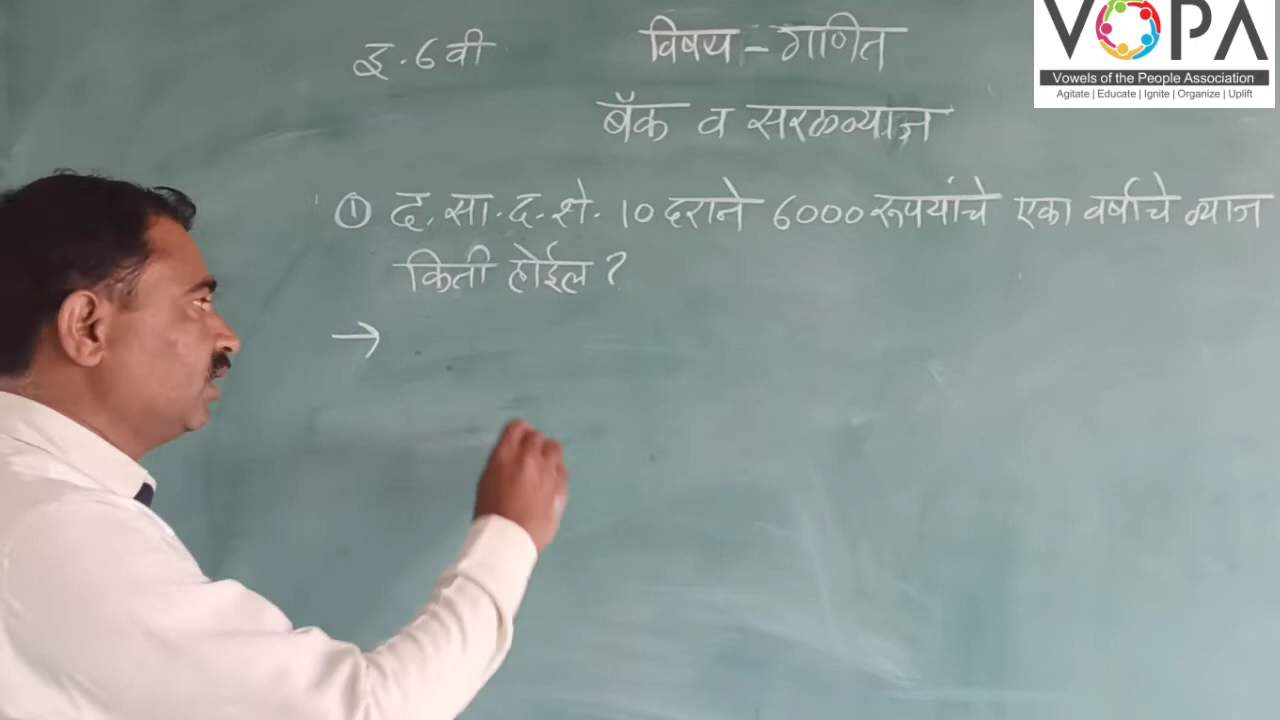 इ. 6 वी
विषय - गणित
VOPA
Vowels of the People Association
Agitate | Educate | Ignite | Organize | Uplift
बँक व सरळव्याज
① द. सा. द. शे. 10 दराने 6000 रूपयांचे एका वर्षाचे व्याज
किती होईल ?
→